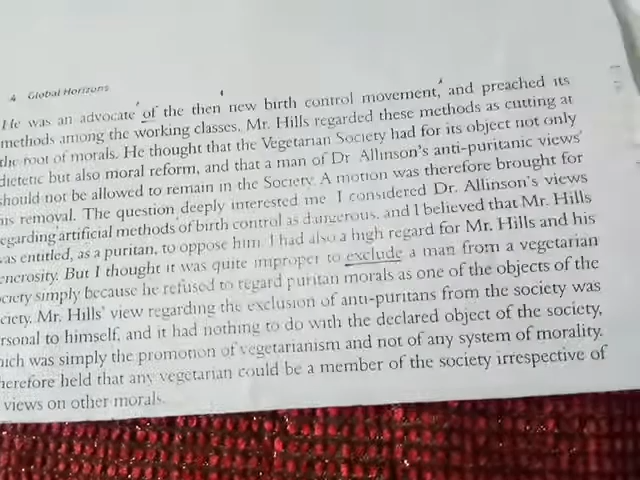 4 Global Horizons
He was an advocate of the then new birth control movement, and preached its
methods among the working classes. Mr. Hills regarded these methods as cutting at
the root of morals. He thought that the Vegetarian Society had for its object not only
dietetic but also moral reform, and that a man of Dr Allinson's anti-puritanic views
should not be allowed to remain in the Society. A motion was therefore brought for
his removal. The question deeply interested me. I considered Dr. Allinson's views
egarding artificial methods of birth control as dangerous, and I believed that Mr. Hills
was entitled, as a puritan, to oppose him. I had also a high regard for Mr. Hills and his
enerosity. But I thought it was quite improper to exclude a man from a vegetarian
ciety simply because he refused to regard puritan morals as one of the objects of the
ciety. Mr. Hills' view regarding the exclusion of anti-puritans from the society was
rsonal to himself, and it had nothing to do with the declared object of the society,
hich was simply the promotion of vegetarianism and not of any system of morality.
herefore held that any vegetarian could be a member of the society irrespective of
views on other morals.